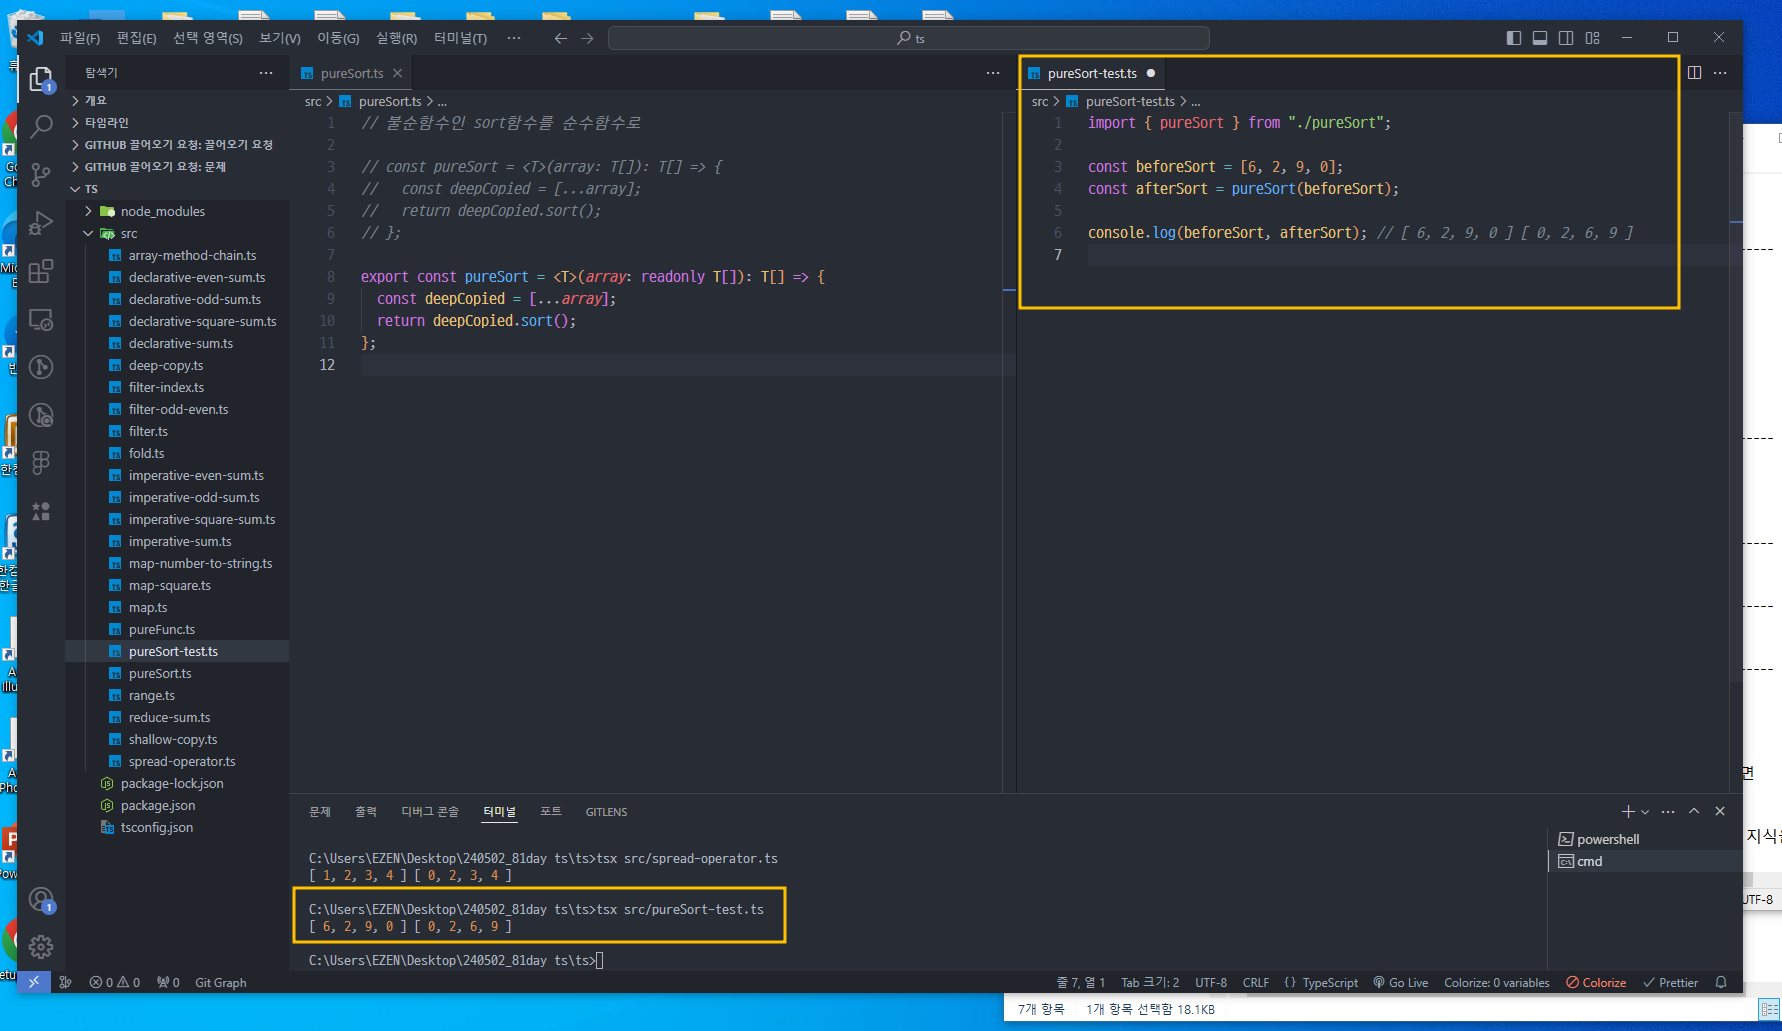 파일(F) 편집(E) 선택 영역(S) 보기(V) 이동(G) 실행(R) 터미널(T) ··· ts
탐색기
개요
타임라인
GITHUB 끌어오기 요청: 끌어오기 요청
GITHUB 끌어오기 요청: 문제
TS
node_modules
src
array-method-chain.ts
declarative-even-sum.ts
declarative-odd-sum.ts
declarative-square-sum.ts
declarative-sum.ts
deep-copy.ts
filter-index.ts
filter-odd-even.ts
filter.ts
fold.ts
imperative-even-sum.ts
imperative-odd-sum.ts
imperative-square-sum.ts
imperative-sum.ts
map-number-to-string.ts
map-square.ts
map.ts
pureFunc.ts
pureSort-test.ts
pureSort.ts
range.ts
reduce-sum.ts
shallow-copy.ts
spread-operator.ts
package-lock.json
package.json
tsconfig.json
pureSort.ts
src > pureSort.ts > ...
1 // 불순함수인 sort함수를 순수함수로
2
3 // const pureSort = <T>(array: T[]): T[] => {
4 //   const deepCopied = [...array];
5 //   return deepCopied.sort();
6 // };
7
8 export const pureSort = <T>(array: readonly T[]): T[] => {
9   const deepCopied = [...array];
10   return deepCopied.sort();
11 };
12
pureSort-test.ts
src > pureSort-test.ts > ...
1 import { pureSort } from "./pureSort";
2
3 const beforeSort = [6, 2, 9, 0];
4 const afterSort = pureSort(beforeSort);
5
6 console.log(beforeSort, afterSort); // [ 6, 2, 9, 0 ] [ 0, 2, 6, 9 ]
7
문제 출력 디버그 콘솔 터미널 포트 GITLENS
C:\Users\EZEN\Desktop\240502_81day ts\ts>tsx src/spread-operator.ts
[ 1, 2, 3, 4 ] [ 0, 2, 3, 4 ]
C:\Users\EZEN\Desktop\240502_81day ts\ts>tsx src/pureSort-test.ts
[ 6, 2, 9, 0 ] [ 0, 2, 6, 9 ]
C:\Users\EZEN\Desktop\240502_81day ts\ts>
powershell
cmd
0 0 0 Git Graph
줄 7, 열 1 Tab 크기: 2 UTF-8 CRLF {} TypeScript Go Live Colorize: 0 variables Colorize Prettier
면
UTF-8
7개 항목 1개 항목 선택함 18.1KB